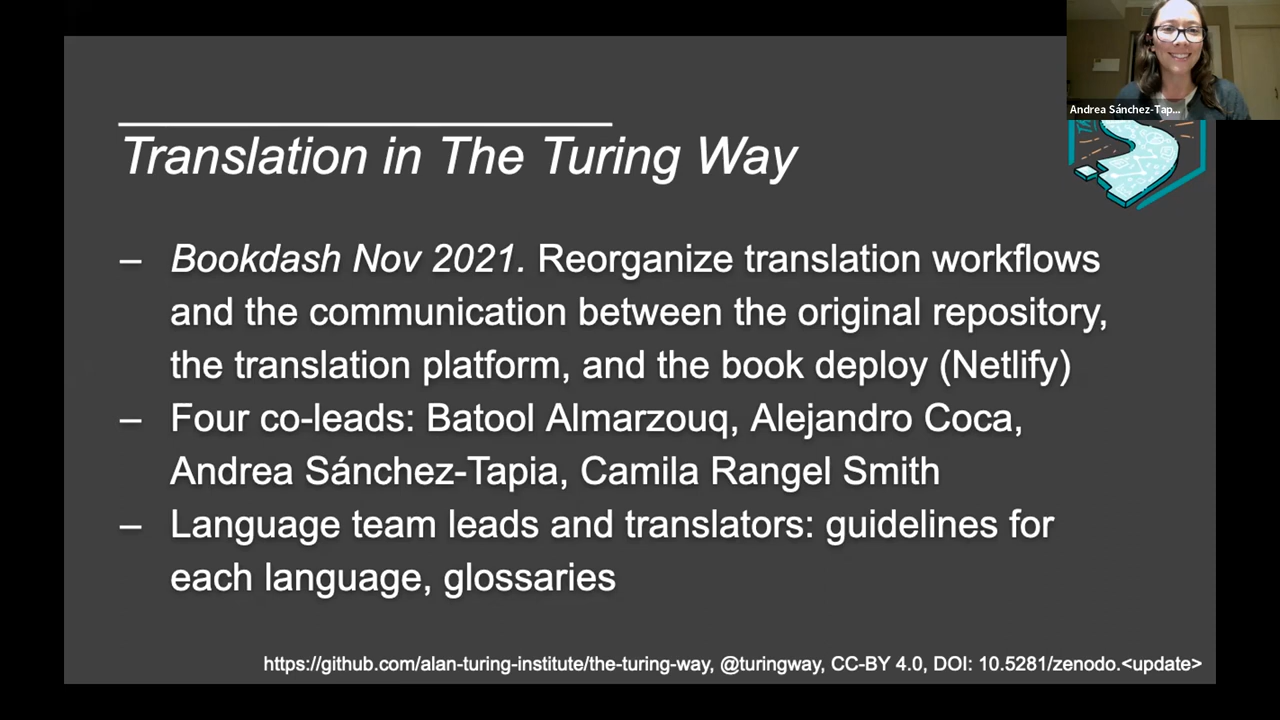 Andrea Sánchez-Tap...
Translation in The Turing Way
– Bookdash Nov 2021. Reorganize translation workflows
and the communication between the original repository,
the translation platform, and the book deploy (Netlify)
– Four co-leads: Batool Almarzouq, Alejandro Coca,
Andrea Sánchez-Tapia, Camila Rangel Smith
– Language team leads and translators: guidelines for
each language, glossaries
https://github.com/alan-turing-institute/the-turing-way, @turingway, CC-BY 4.0, DOI: 10.5281/zenodo.<update>